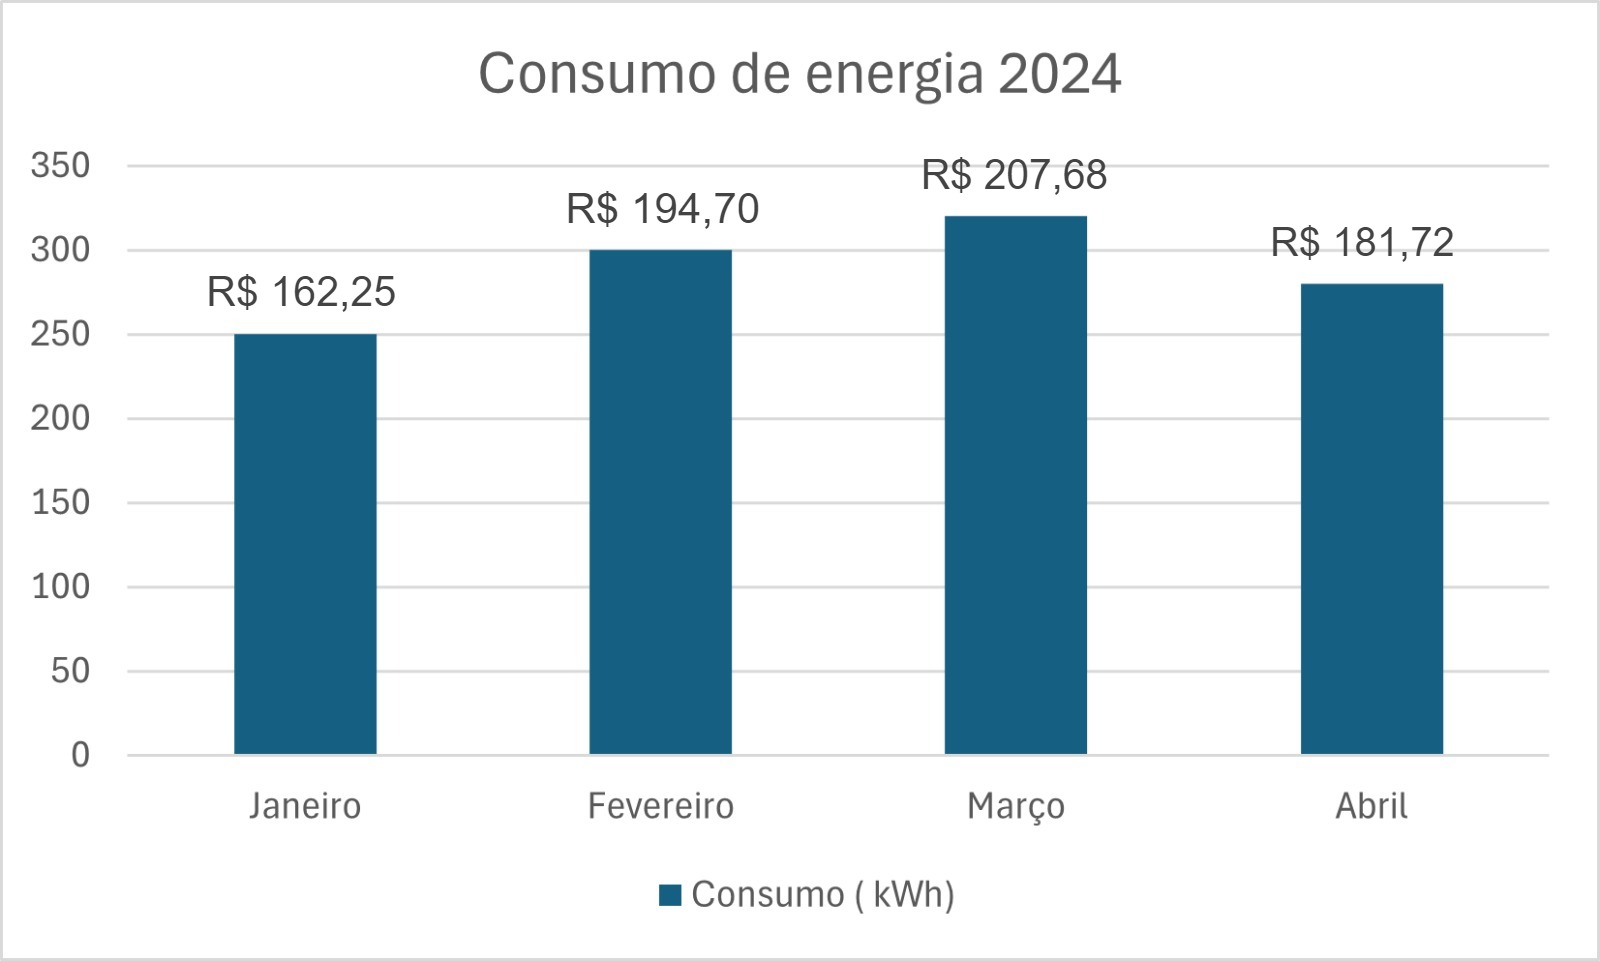 Consumo de energia 2024
350
300
250
200
150
100
50
0
R$ 162,25
R$ 194,70
R$ 207,68
R$ 181,72
Janeiro
Fevereiro
Março
Abril
Consumo ( kWh)